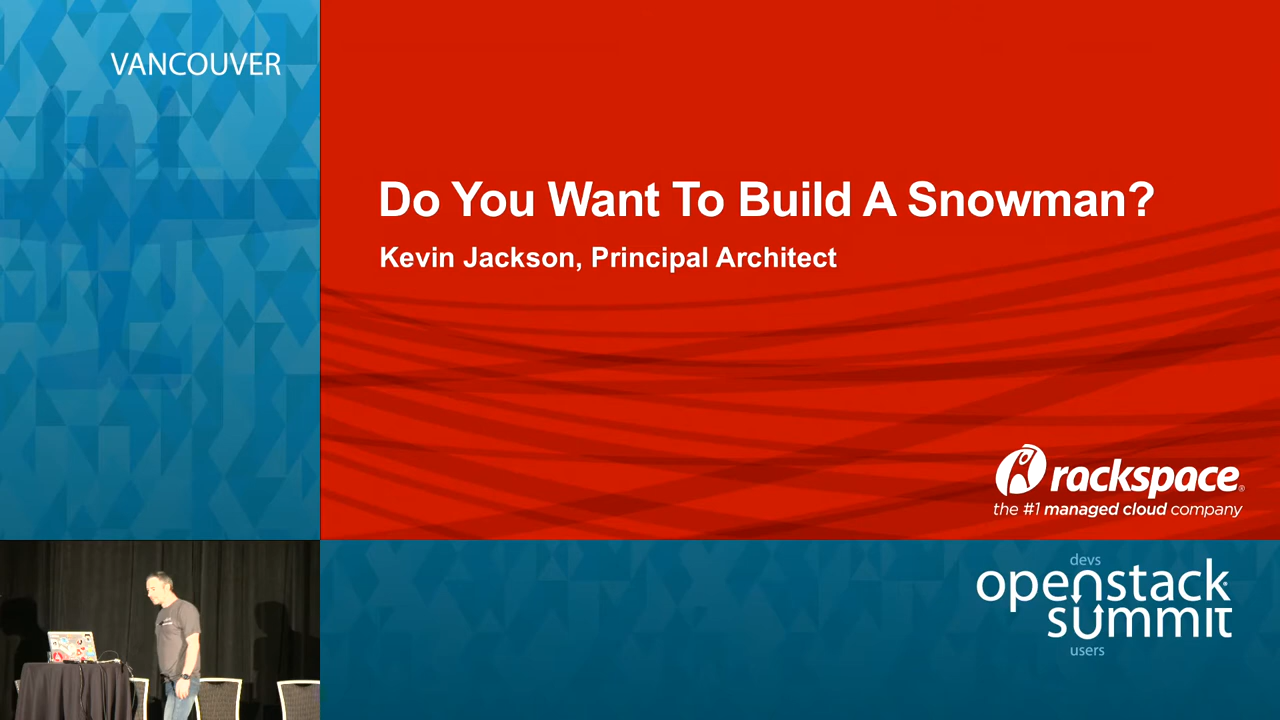 VANCOUVER
Do You Want To Build A Snowman?
Kevin Jackson, Principal Architect
rackspace®
the #1 managed cloud company
devs
openstack®
summit
users